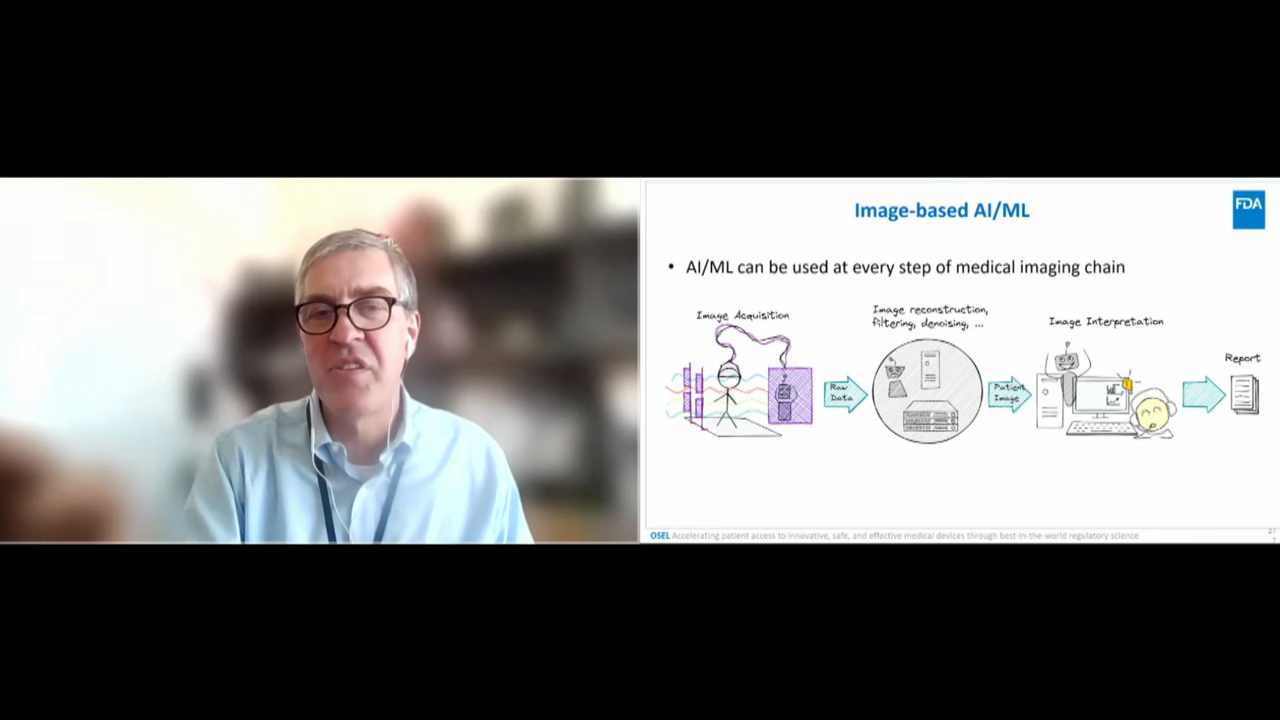 Image-based AI/ML
FDA
• AI/ML can be used at every step of medical imaging chain
Image Acquisition
Image reconstruction,
filtering, denoising, ...
Image Interpretation
Report
Raw
Data
Patient
Image
OSEL Accelerating patient access to innovative, safe, and effective medical devices through best-in-the-world regulatory science